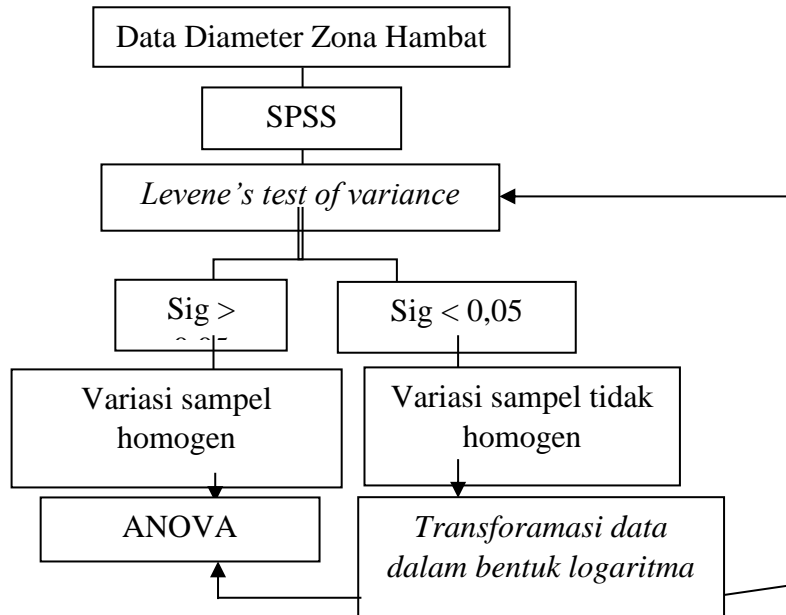 Data Diameter Zona Hambat
SPSS
Levene’s test of variance
Sig >
Sig < 0,05
Variasi sampel
homogen
Variasi sampel tidak
homogen
ANOVA
Transforamasi data
dalam bentuk logaritma